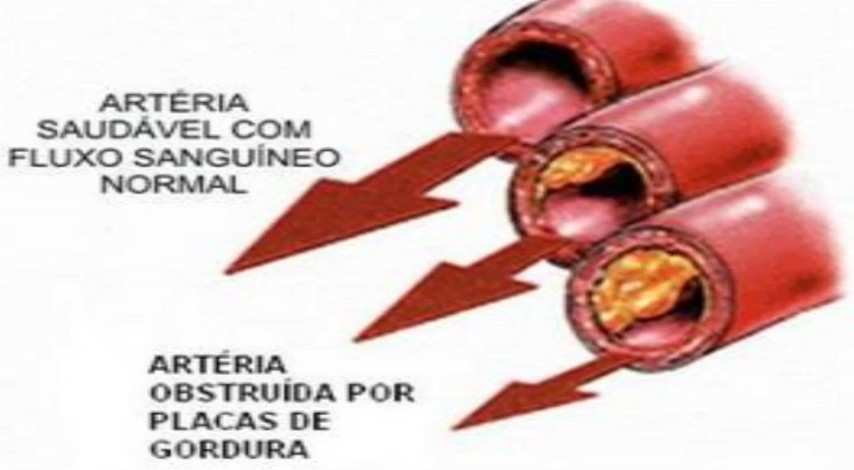 ARTÉRIA
SAUDÁVEL COM
FLUXO SANGUÍNEO
NORMAL
ARTÉRIA
OBSTRUÍDA POR
PLACAS DE
GORDURA